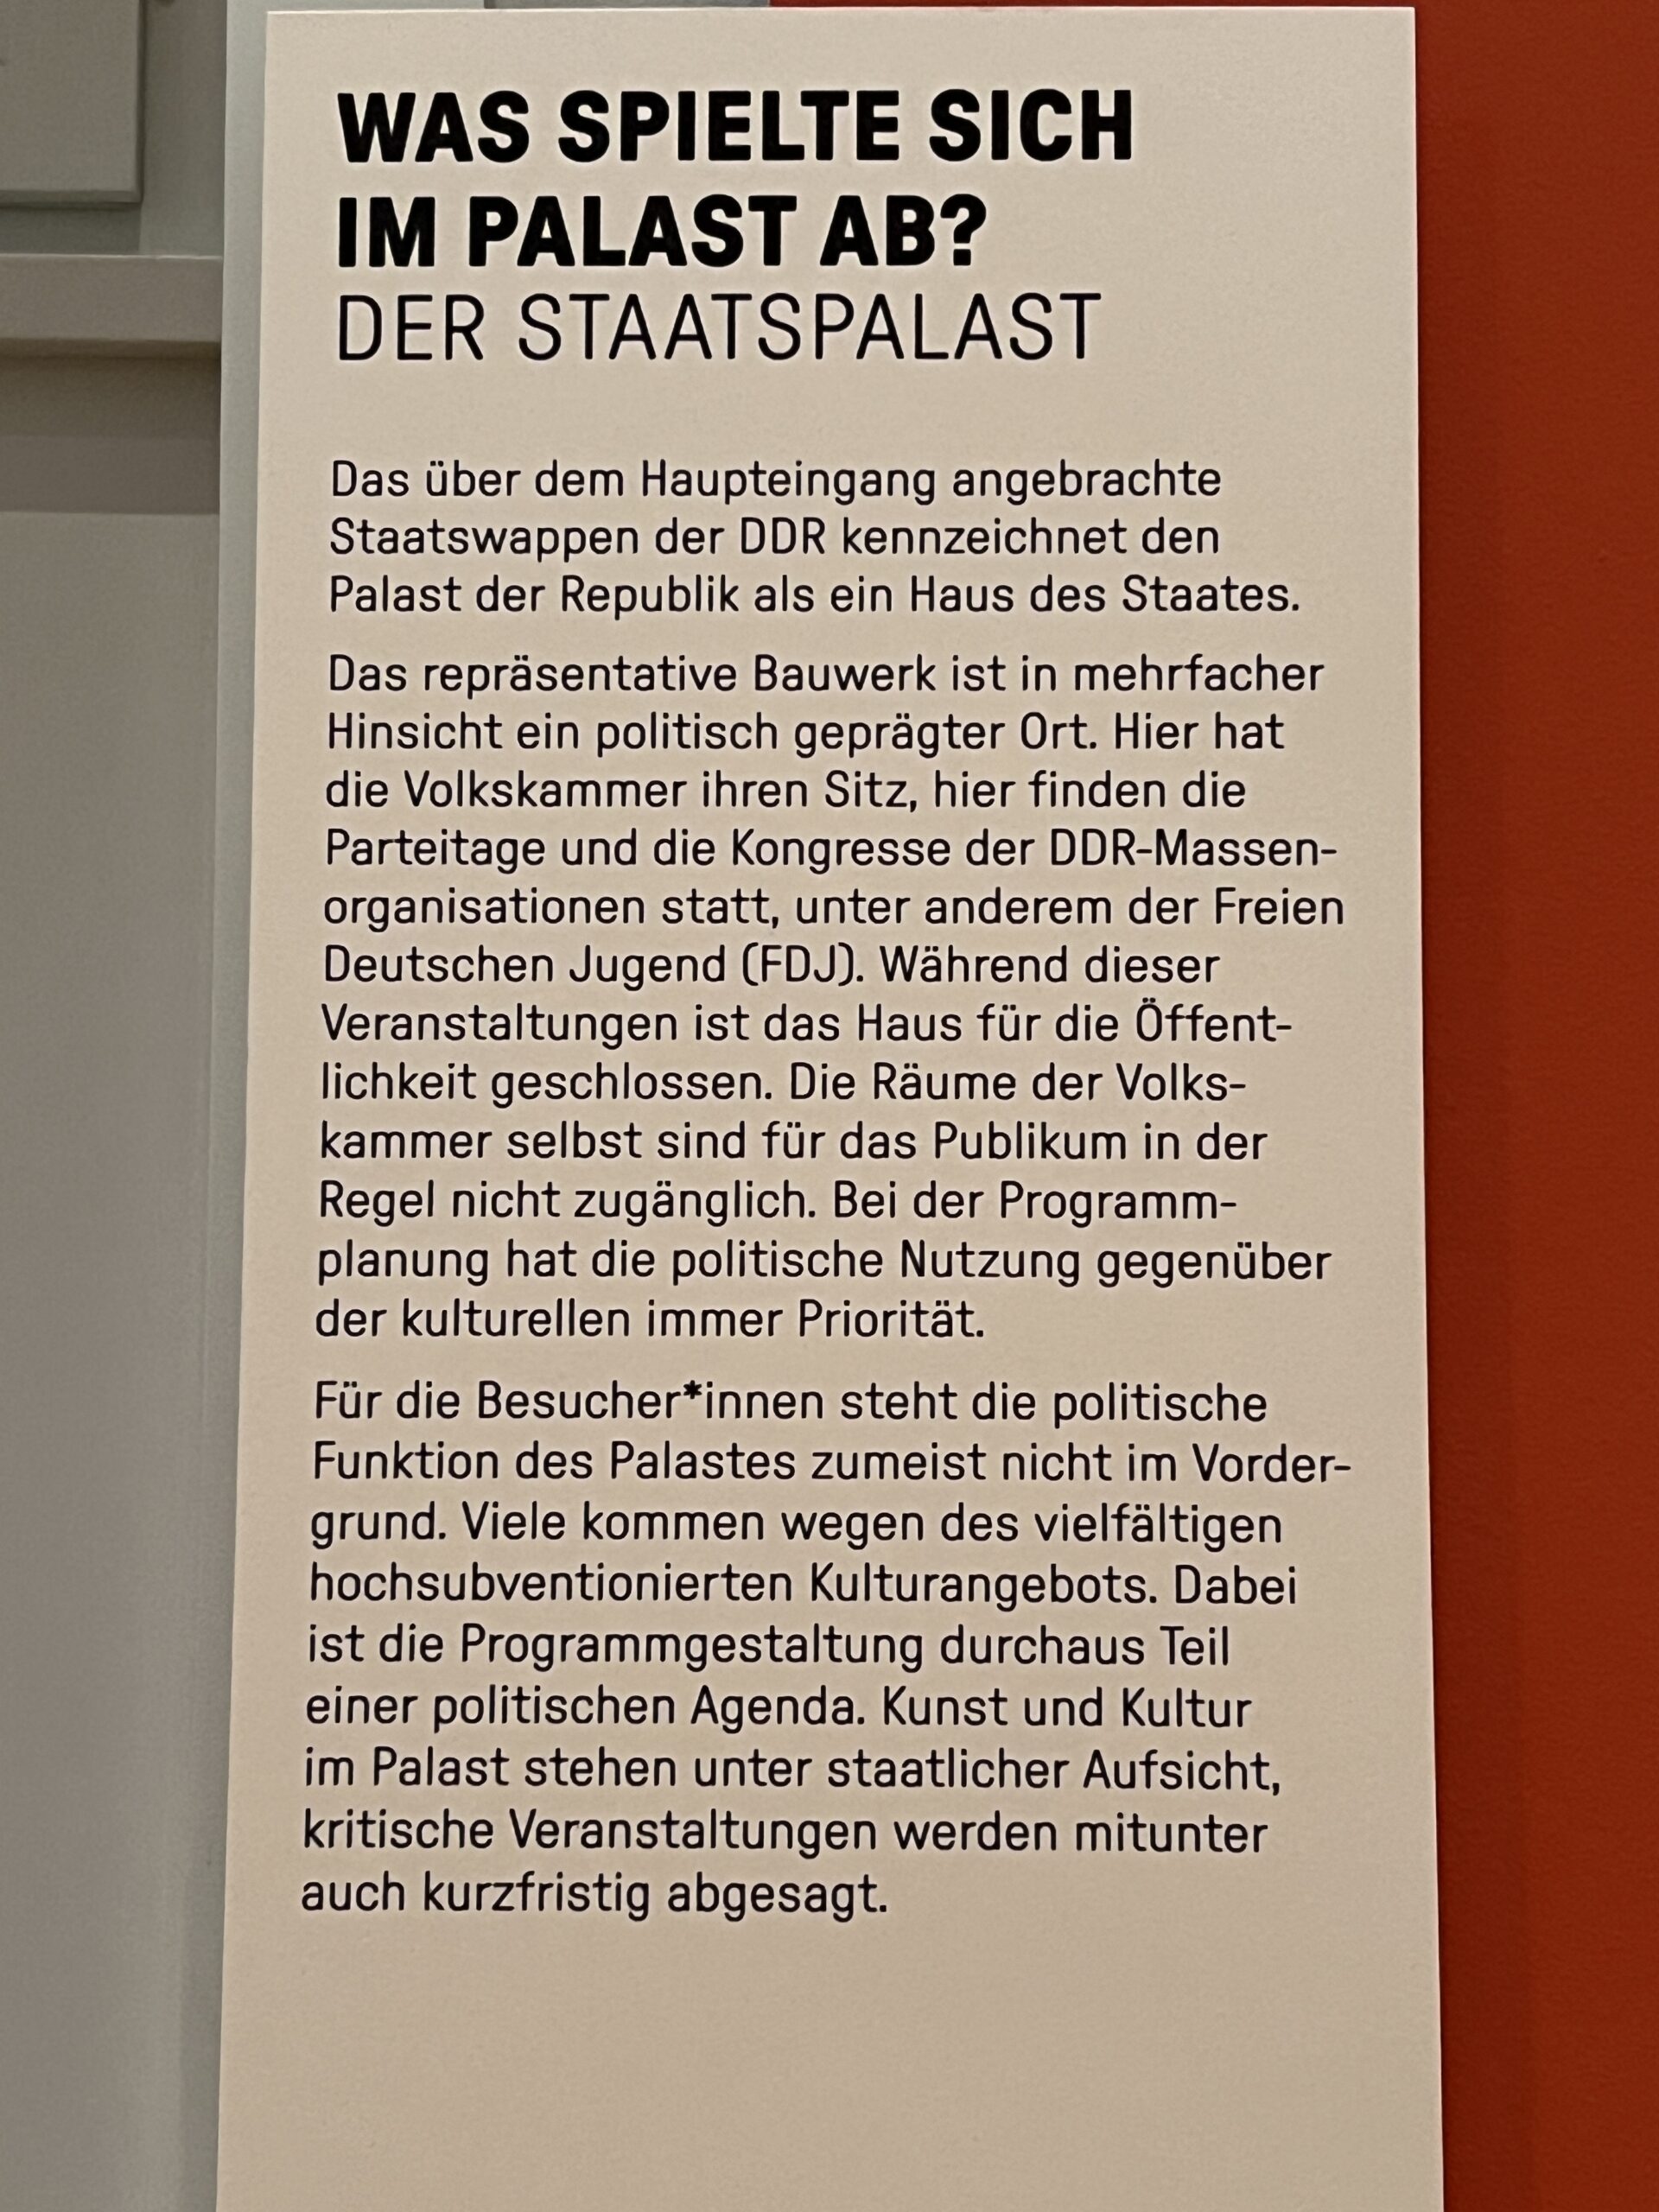 WAS SPIELTE SICH
IM PALAST AB?
DER STAATSPALAST
Das über dem Haupteingang angebrachte
Staatswappen der DDR kennzeichnet den
Palast der Republik als ein Haus des Staates.
Das repräsentative Bauwerk ist in mehrfacher
Hinsicht ein politisch geprägter Ort. Hier hat
die Volkskammer ihren Sitz, hier finden die
Parteitage und die Kongresse der DDR-Massen-
organisationen statt, unter anderem der Freien
Deutschen Jugend (FDJ). Während dieser
Veranstaltungen ist das Haus für die Öffent-
lichkeit geschlossen. Die Räume der Volks-
kammer selbst sind für das Publikum in der
Regel nicht zugänglich. Bei der Programm-
planung hat die politische Nutzung gegenüber
der kulturellen immer Priorität.
Für die Besucher*innen steht die politische
Funktion des Palastes zumeist nicht im Vorder-
grund. Viele kommen wegen des vielfältigen
hochsubventionierten Kulturangebots. Dabei
ist die Programmgestaltung durchaus Teil
einer politischen Agenda. Kunst und Kultur
im Palast stehen unter staatlicher Aufsicht,
kritische Veranstaltungen werden mitunter
auch kurzfristig abgesagt.